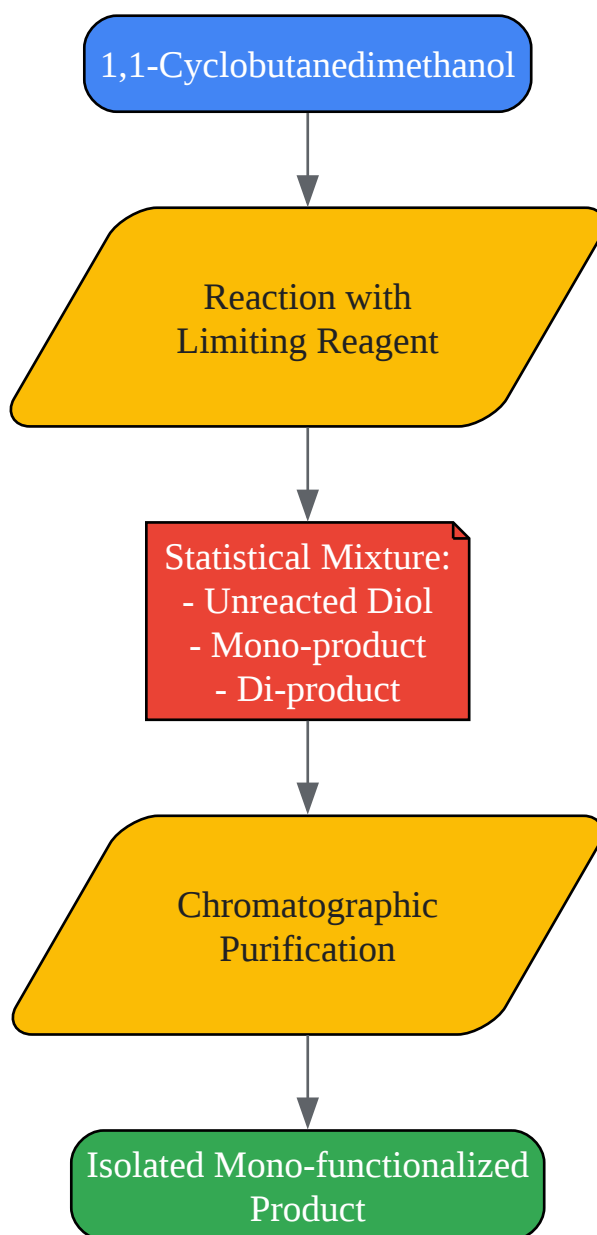 1,1-Cyclobutanedimethanol
Reaction with
Limiting Reagent
Statistical Mixture:
- Unreacted Diol
- Mono-product
- Di-product
Chromatographic
Purification
Isolated Mono-functionalized
Product